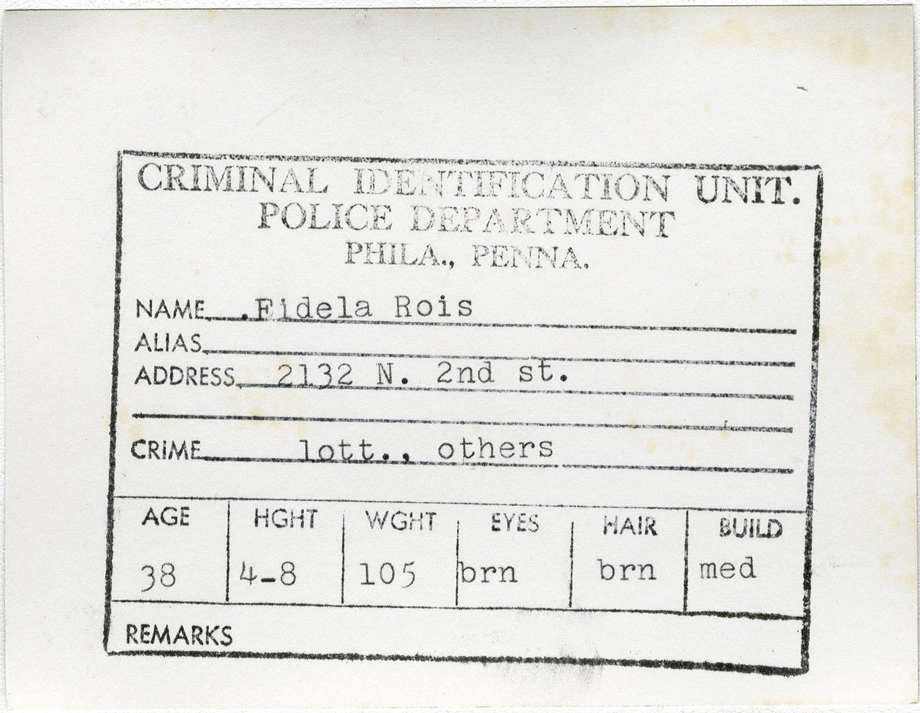 CRIMINAL IDENTIFICATION UNIT.
POLICE DEPARTMENT
PHILA., PENNA.
NAME .Fidela Rois
ALIAS
ADDRESS 2132 N. 2nd st.
CRIME lott., others
AGE HGHT WGHT EYES HAIR BUILD
38 4-8 105 brn brn med
REMARKS